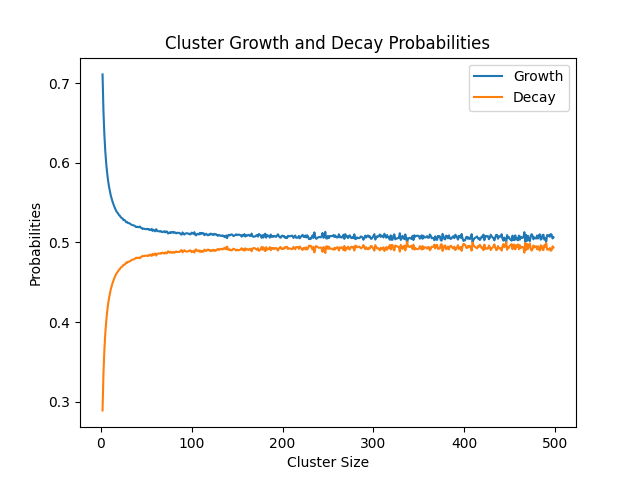 Cluster Growth and Decay Probabilities
Growth
Decay
Probabilities
0.7
0.6
0.5
0.4
0.3
0
100
200
300
400
500
Cluster Size